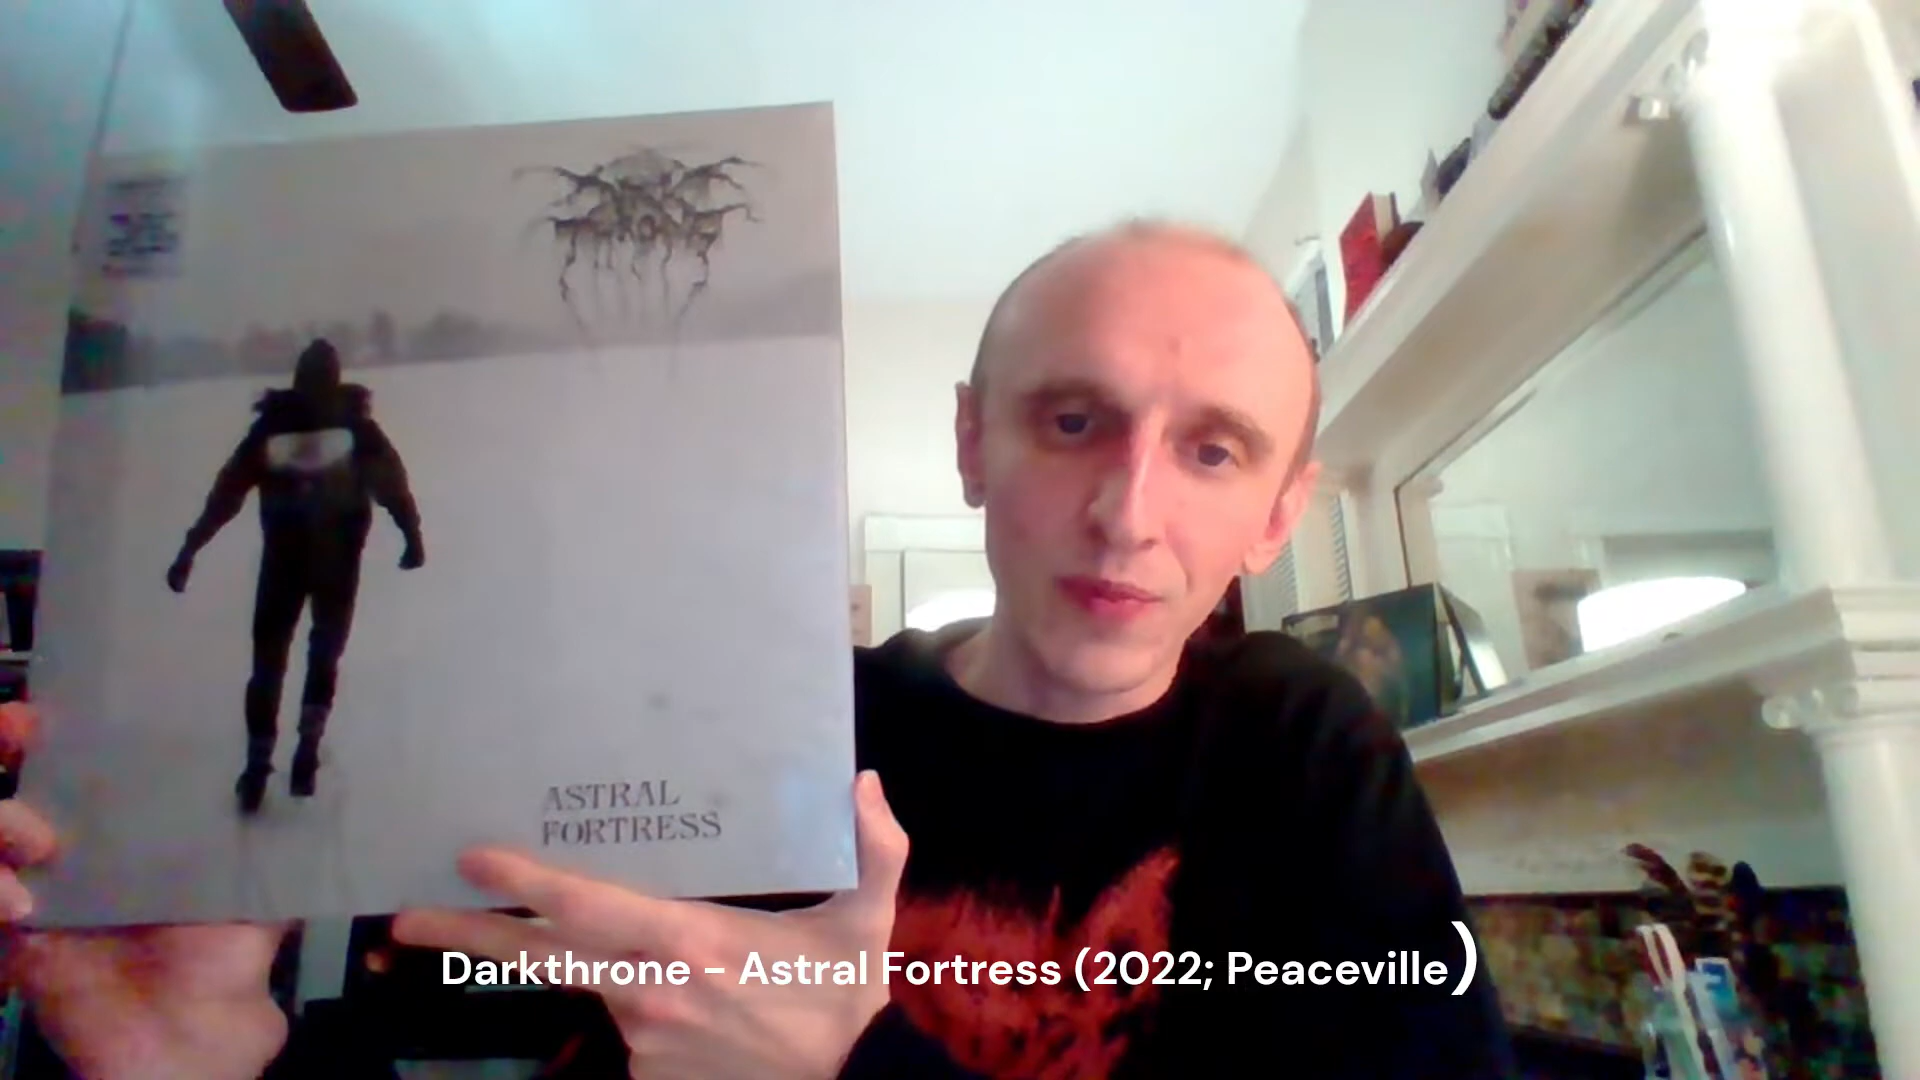 ASTRAL
FORTRESS
Darkthrone - Astral Fortress (2022; Peaceville)